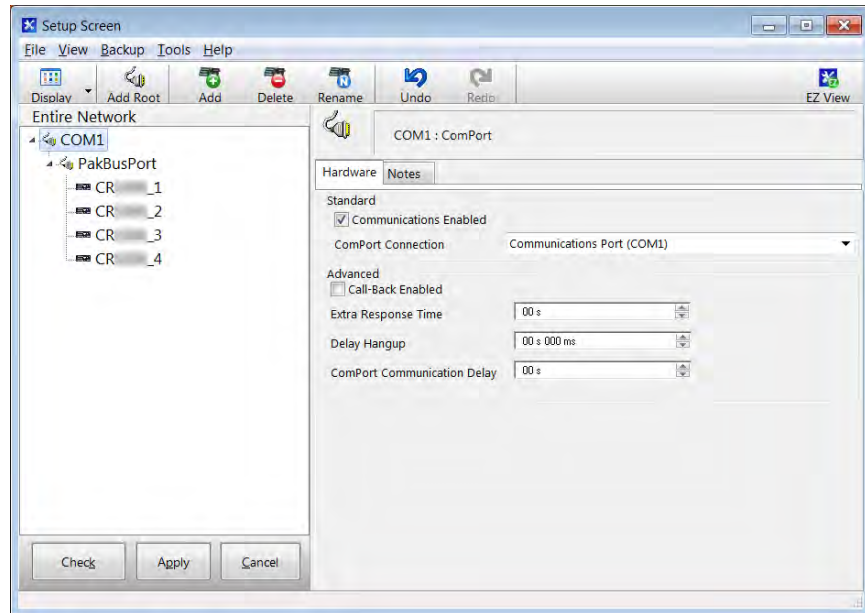 Setup Screen
File View Backup Tools Help
Display Add Root Add Delete Rename Undo Redo EZ View
Entire Network
COM1
PakBusPort
CR _1
CR _2
CR _3
CR _4
Check Apply Cancel
COM1 : ComPort
Hardware Notes
Standard
Communications Enabled
ComPort Connection Communications Port (COM1)
Advanced
Call-Back Enabled
Extra Response Time 00 s
Delay Hangup 00 s 000 ms
ComPort Communication Delay 00 s